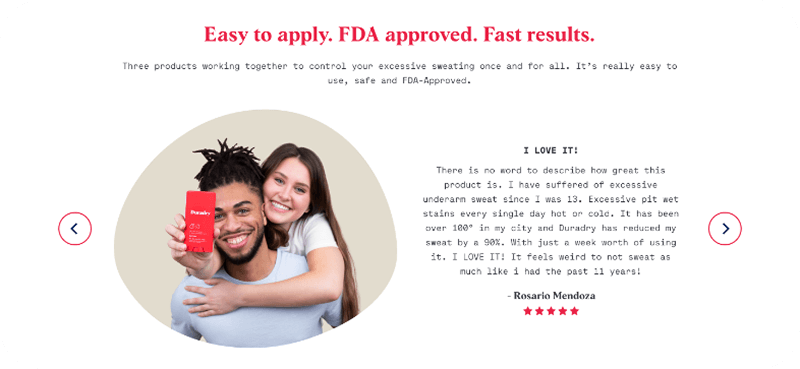 Easy to apply. FDA approved. Fast results.
Three products working together to control your excessive sweating once and for all. It's really easy to
use, safe and FDA-Approved.
Duradry
I LOVE IT!
There is no word to describe how great this
product is. I have suffered of excessive
underarm sweat since I was 13. Excessive pit wet
stains every single day hot or cold. It has been
over 100° in my city and Duradry has reduced my
sweat by a 90%. With just a week worth of using
it. I LOVE IT! It feels weird to not sweat as
much like i had the past 11 years!
- Rosario Mendoza